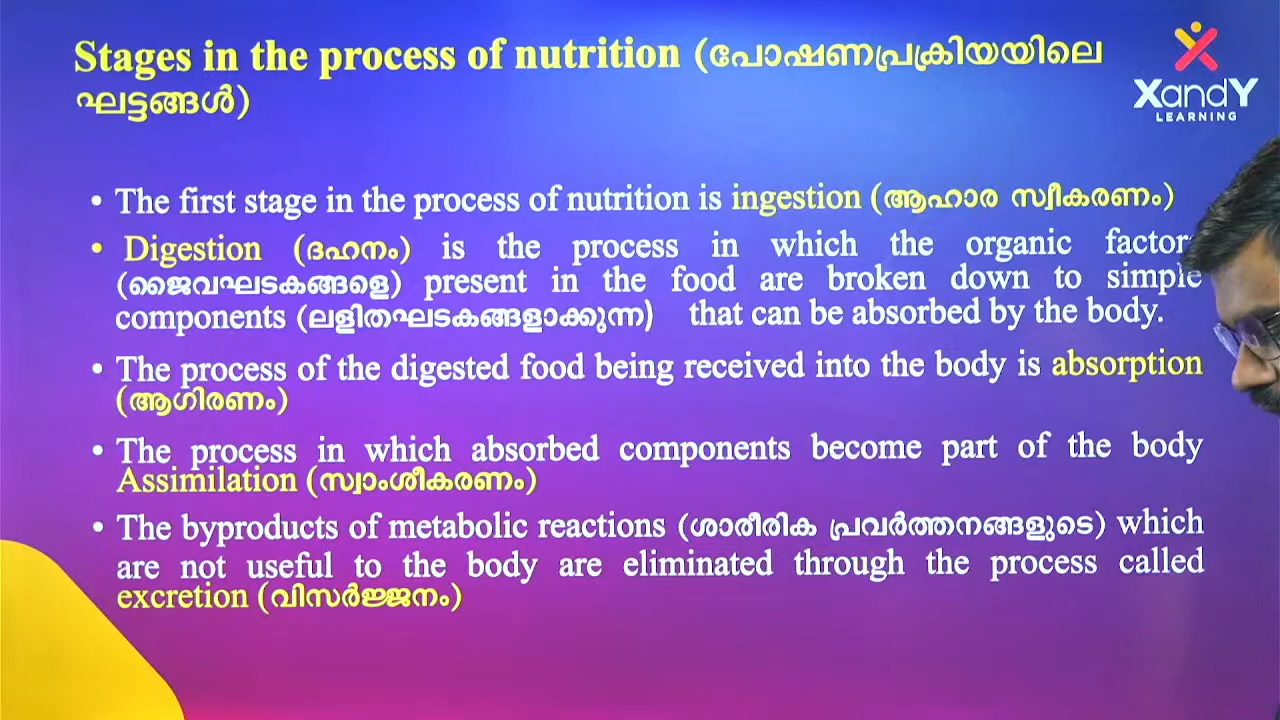 Stages in the process of nutrition (പോഷണപ്രക്രിയയിലെ
ഘട്ടങ്ങൾ)
XandY
LEARNING
• The first stage in the process of nutrition is ingestion (ആഹാര സ്വീകരണം)
• Digestion (ദഹനം) is the process in which the organic factors
(ജൈവഘടകങ്ങളെ) present in the food are broken down to simple
components (ലളിതഘടകങ്ങളാക്കുന്ന) that can be absorbed by the body.
• The process of the digested food being received into the body is absorption
(ആഗിരണം)
• The process in which absorbed components become part of the body
Assimilation (സ്വാംശീകരണം)
• The byproducts of metabolic reactions (ശാരീരിക പ്രവർത്തനങ്ങളുടെ) which
are not useful to the body are eliminated through the process called
excretion (വിസർജ്ജനം)